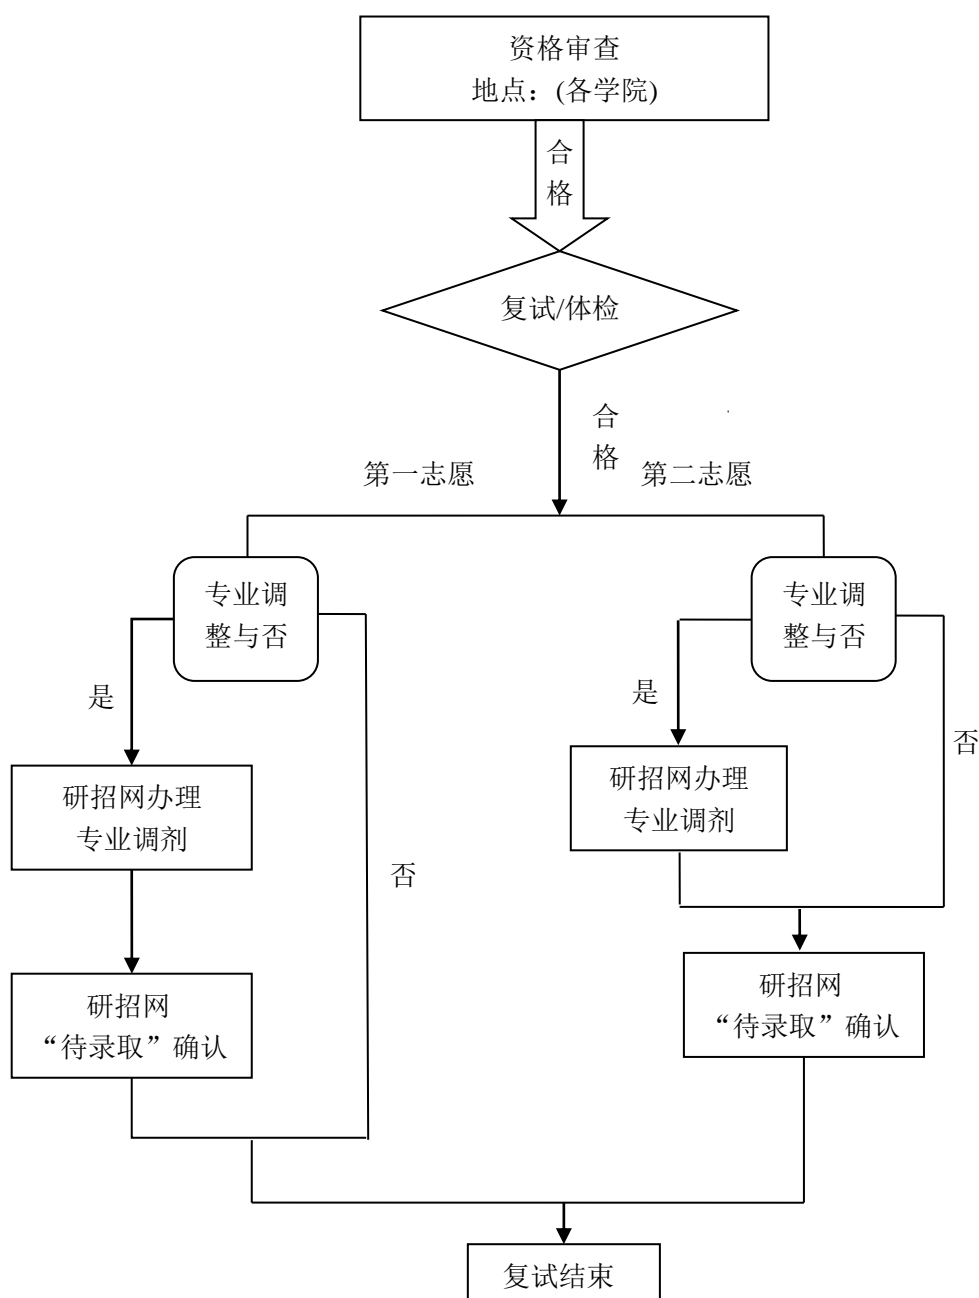 资格审查
地点：(各学院)
合
格
复试/体检
合
格
第一志愿
第二志愿
专业调
整与否
专业调
整与否
是
是
否
研招网办理
专业调剂
研招网办理
专业调剂
否
研招网
“待录取”确认
研招网
“待录取”确认
复试结束